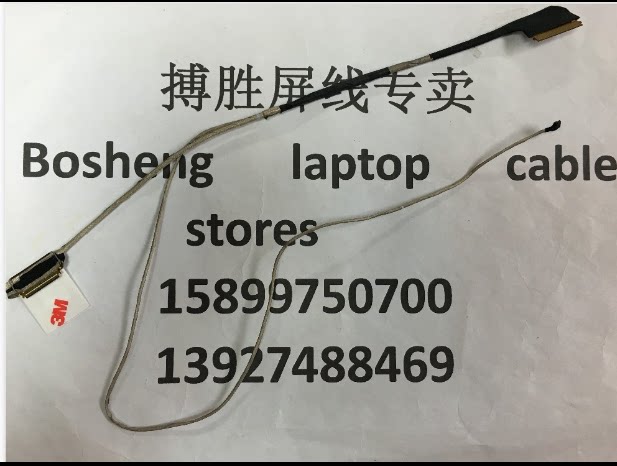 搏胜屏线专卖
Bosheng laptop cable
stores
15899750700
13927488469
3M